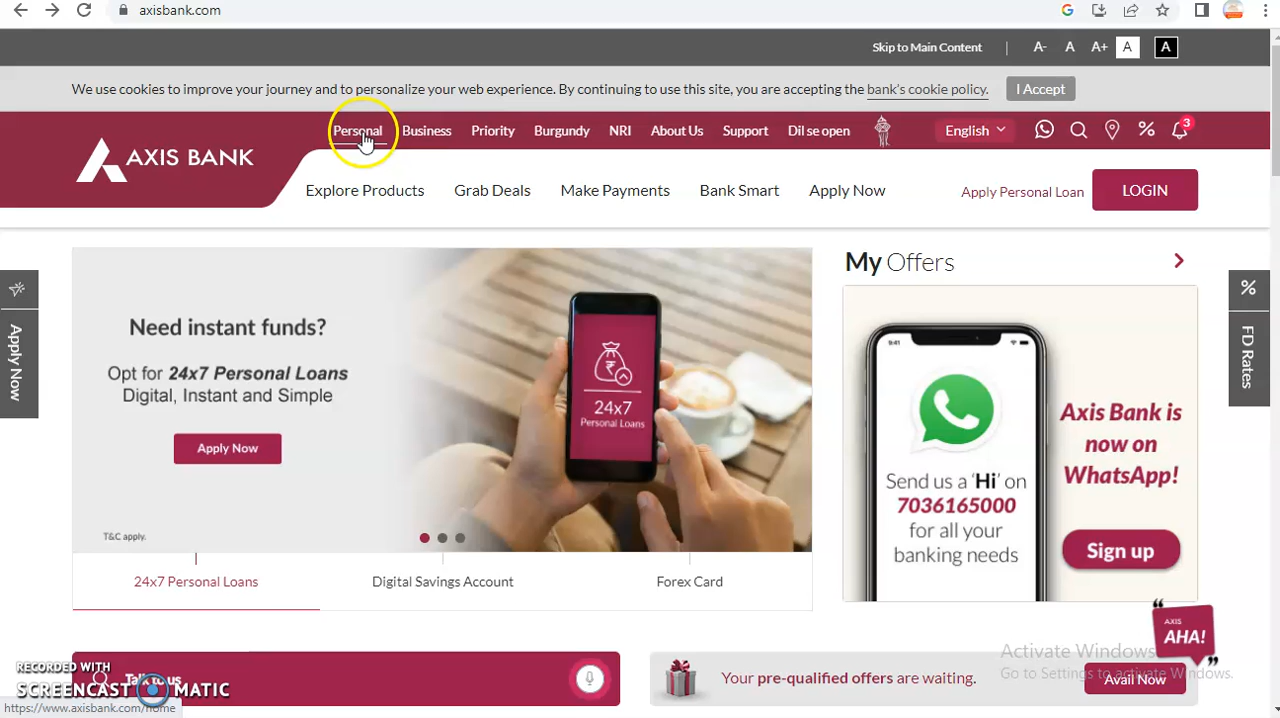 axisbank.com
Skip to Main Content | A- A A+ A A
We use cookies to improve your journey and to personalize your web experience. By continuing to use this site, you are accepting the bank's cookie policy. I Accept
Personal Business Priority Burgundy NRI About Us Support Dil se open English 3
AXIS BANK
Explore Products Grab Deals Make Payments Bank Smart Apply Now Apply Personal Loan LOGIN
My Offers
Need instant funds?
Opt for 24x7 Personal Loans
Digital, Instant and Simple
Apply Now
T&C apply.
24x7
Personal Loans
9:41
Send us a 'Hi' on
7036165000
for all your
banking needs
Axis Bank is
now on
WhatsApp!
Sign up
Apply Now
% 
FD Rates
24x7 Personal Loans Digital Savings Account Forex Card
AXIS
AHA!
Talk to us
Your pre-qualified offers are waiting. Avail Now
Activate Windows
Go to Settings to activate Windows.
RECORDED WITH
SCREENCAST MATIC
https://www.axisbank.com/home